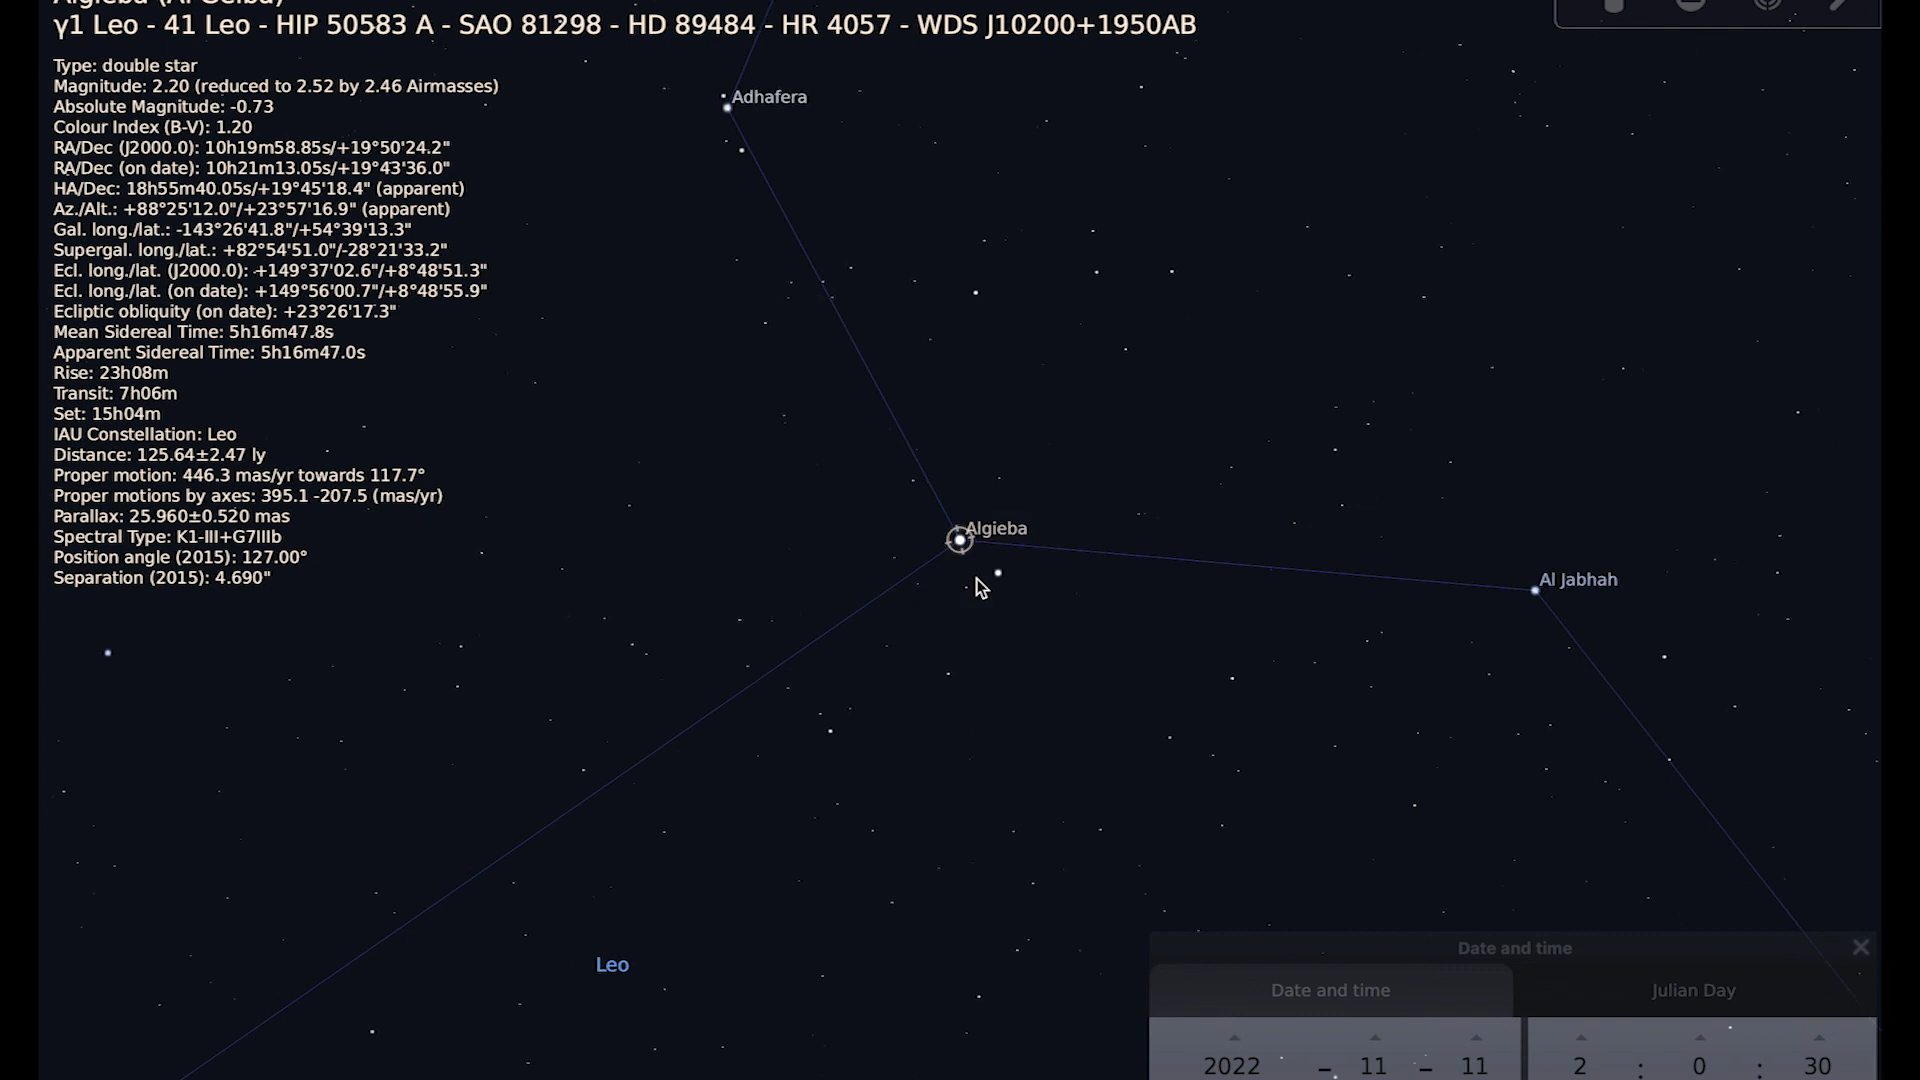 Algieba (Al Geiba)
γ1 Leo - 41 Leo - HIP 50583 A - SAO 81298 - HD 89484 - HR 4057 - WDS J10200+1950AB
Type: double star
Magnitude: 2.20 (reduced to 2.52 by 2.46 Airmasses)
Absolute Magnitude: -0.73
Colour Index (B-V): 1.20
RA/Dec (J2000.0): 10h19m58.85s/+19°50'24.2"
RA/Dec (on date): 10h21m13.05s/+19°43'36.0"
HA/Dec: 18h55m40.05s/+19°45'18.4" (apparent)
Az./Alt.: +88°25'12.0"/+23°57'16.9" (apparent)
Gal. long./lat.: -143°26'41.8"/+54°39'13.3"
Supergal. long./lat.: +82°54'51.0"/-28°21'33.2"
Ecl. long./lat. (J2000.0): +149°37'02.6"/+8°48'51.3"
Ecl. long./lat. (on date): +149°56'00.7"/+8°48'55.9"
Ecliptic obliquity (on date): +23°26'17.3"
Mean Sidereal Time: 5h16m47.8s
Apparent Sidereal Time: 5h16m47.0s
Rise: 23h08m
Transit: 7h06m
Set: 15h04m
IAU Constellation: Leo
Distance: 125.64±2.47 ly
Proper motion: 446.3 mas/yr towards 117.7°
Proper motions by axes: 395.1 -207.5 (mas/yr)
Parallax: 25.960±0.520 mas
Spectral Type: K1-III+G7IIIb
Position angle (2015): 127.00°
Separation (2015): 4.690"
Adhafera
Algieba
Al Jabhah
Leo
Date and time
Date and time
Julian Day
2022 - 11 - 11 2 : 0 : 30